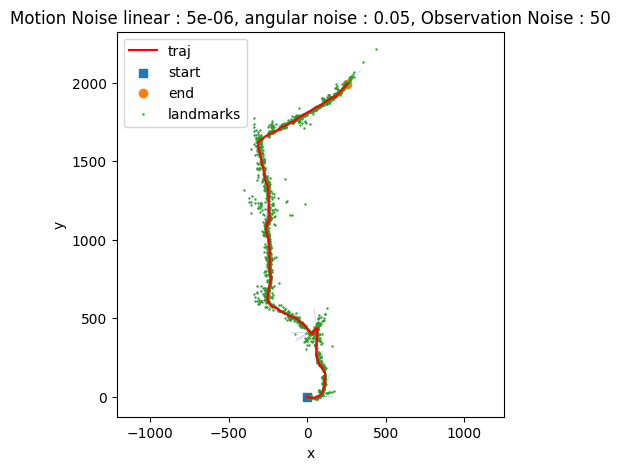 Motion Noise linear : 5e-06, angular noise : 0.05, Observation Noise : 50
traj
start
end
landmarks
2000
1500
1000
500
0
y
−1000
−500
0
500
1000
x